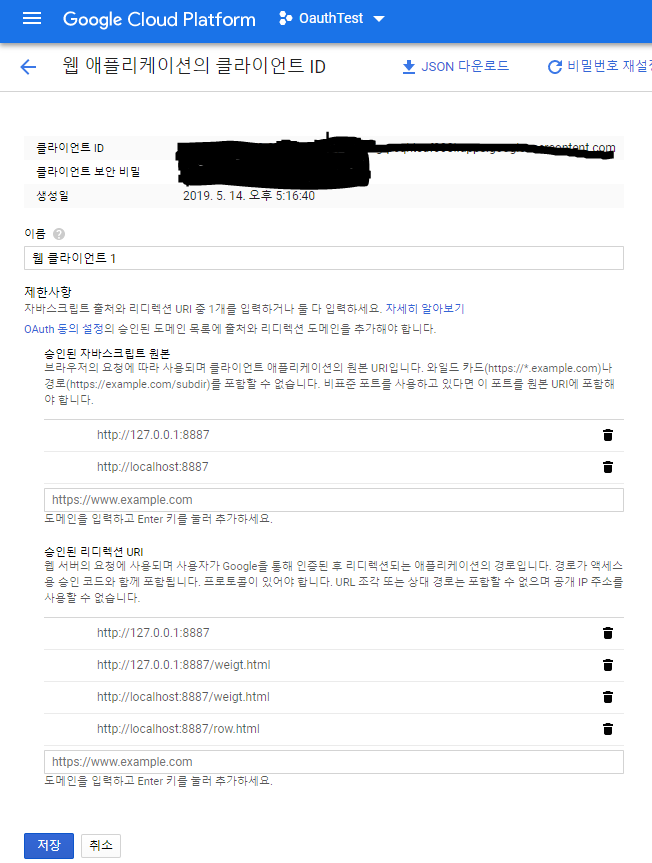 Google Cloud Platform OauthTest
웹 애플리케이션의 클라이언트 ID JSON 다운로드 비밀번호 재설정
클라이언트 ID
클라이언트 보안 비밀
생성일 2019. 5. 14. 오후 5:16:40
이름
웹 클라이언트 1
제한사항
자바스크립트 출처와 리디렉션 URI 중 1개를 입력하거나 둘 다 입력하세요. 자세히 알아보기
OAuth 동의 설정의 승인된 도메인 목록에 출처와 리디렉션 도메인을 추가해야 합니다.
승인된 자바스크립트 원본
브라우저의 요청에 따라 사용되며 클라이언트 애플리케이션의 원본 URI입니다. 와일드 카드(https://*.example.com)나
경로(https://example.com/subdir)를 포함할 수 없습니다. 비표준 포트를 사용하고 있다면 이 포트를 원본 URI에 포함해
야 합니다.
http://127.0.0.1:8887
http://localhost:8887
https://www.example.com
도메인을 입력하고 Enter 키를 눌러 추가하세요.
승인된 리디렉션 URI
웹 서버의 요청에 사용되며 사용자가 Google을 통해 인증된 후 리디렉션되는 애플리케이션의 경로입니다. 경로가 액세스
용 승인 코드와 함께 포함됩니다. 프로토콜이 있어야 합니다. URL 조각 또는 상대 경로는 포함할 수 없으며 공개 IP 주소를
사용할 수 없습니다.
http://127.0.0.1:8887
http://127.0.0.1:8887/weigt.html
http://localhost:8887/weigt.html
http://localhost:8887/row.html
https://www.example.com
도메인을 입력하고 Enter 키를 눌러 추가하세요.
저장 취소